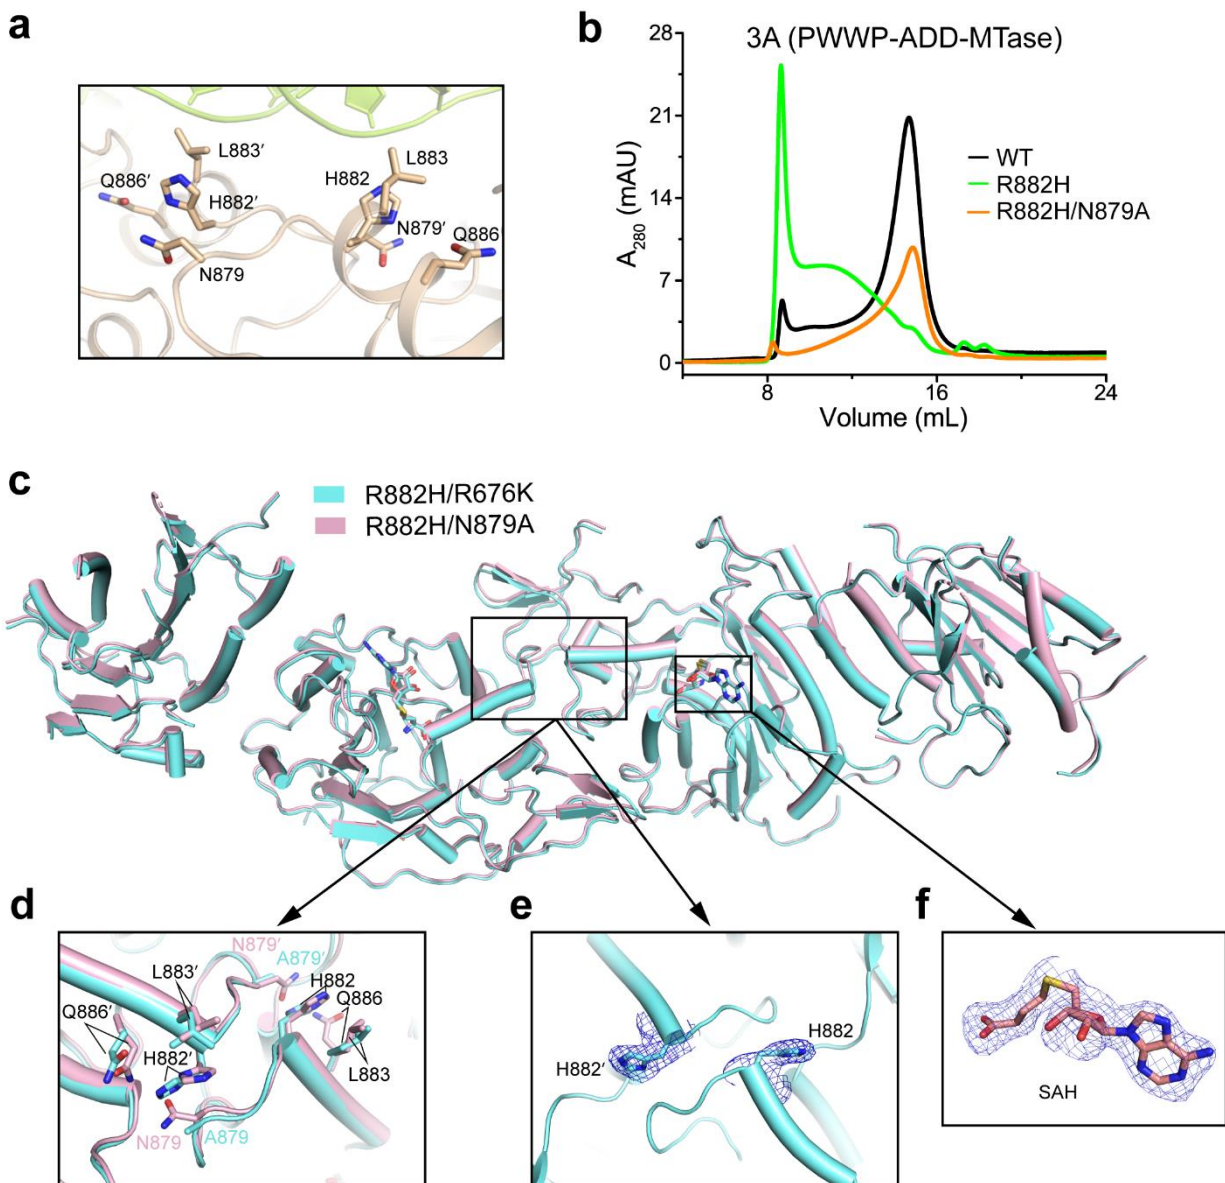 a
L883′
Q886′
H882′
N879
L883
H882
N879′
Q886
b
3A (PWWP-ADD-MTase)
28
21
14
7
0
A280 (mAU)
WT
R882H
R882H/N879A
8
16
24
Volume (mL)
c
R882H/R676K
R882H/N879A
d
N879′
A879′
L883′
H882
Q886
Q886′
H882′
L883
N879
A879
e
H882
H882′
f
SAH